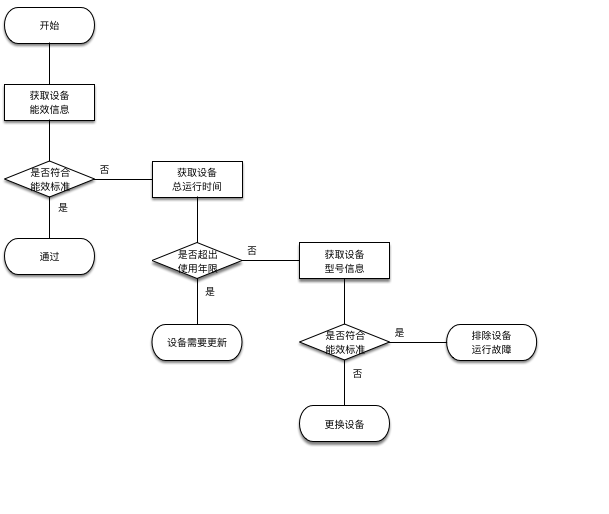 开始
获取设备
能效信息
是否符合
能效标准
否
是
通过
获取设备
总运行时间
是否超出
使用年限
否
是
设备需要更新
获取设备
型号信息
是否符合
能效标准
是
否
排除设备
运行故障
更换设备